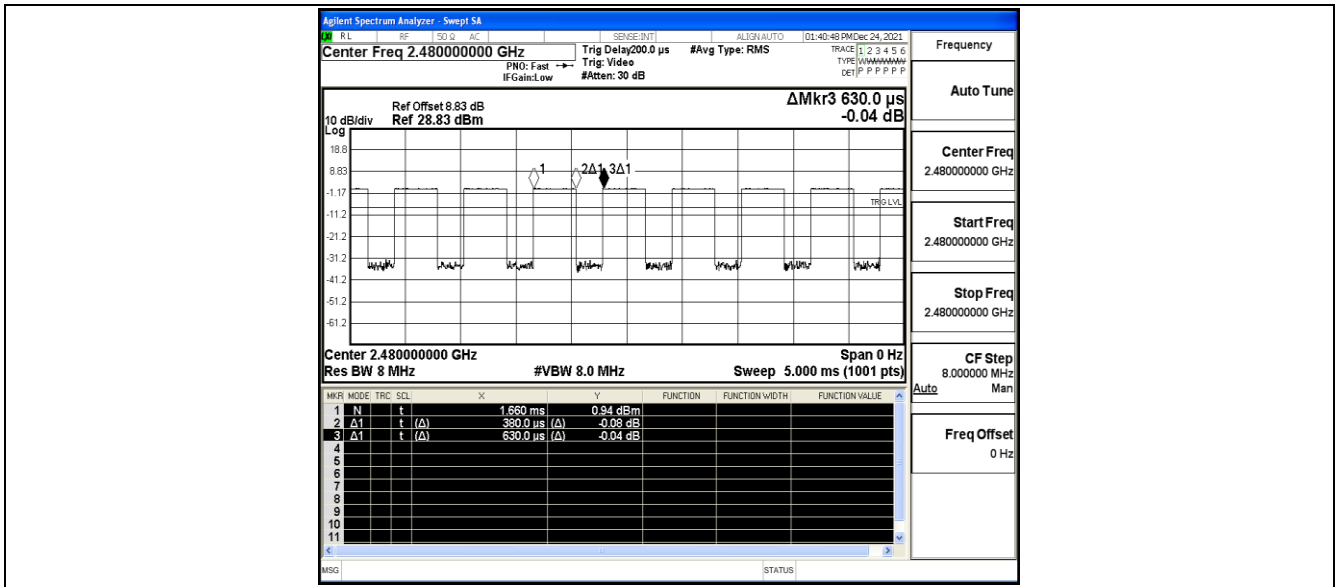 Agilent Spectrum Analyzer - Swept SA
RL RF 50 Ω AC SENSE:INT ALIGNAUTO 01:40:48 PM Dec 24, 2021
Center Freq 2.480000000 GHz
PNO: Fast
IFGain:Low
Trig Delay200.0 µs
Trig: Video
#Atten: 30 dB
#Avg Type: RMS
TRACE 1 2 3 4 5 6
TYPE WWWWWW
DET P P P P P P
ΔMkr3 630.0 µs
-0.04 dB
Ref Offset 8.83 dB
10 dB/div Ref 28.83 dBm
Log
18.8
8.83
-1.17
-11.2
-21.2
-31.2
-41.2
-51.2
-61.2
1
2Δ1
3Δ1
TRIG LVL
Center 2.480000000 GHz Span 0 Hz
Res BW 8 MHz #VBW 8.0 MHz Sweep 5.000 ms (1001 pts)
MKR MODE TRC SCL X Y FUNCTION FUNCTION WIDTH FUNCTION VALUE
1 N t 1.660 ms 0.94 dBm
2 Δ1 t (Δ) 380.0 µs (Δ) -0.08 dB
3 Δ1 t (Δ) 630.0 µs (Δ) -0.04 dB
4
5
6
7
8
9
10
11
MSG STATUS
Frequency
Auto Tune
Center Freq
2.480000000 GHz
Start Freq
2.480000000 GHz
Stop Freq
2.480000000 GHz
CF Step
8.000000 MHz
Auto Man
Freq Offset
0 Hz